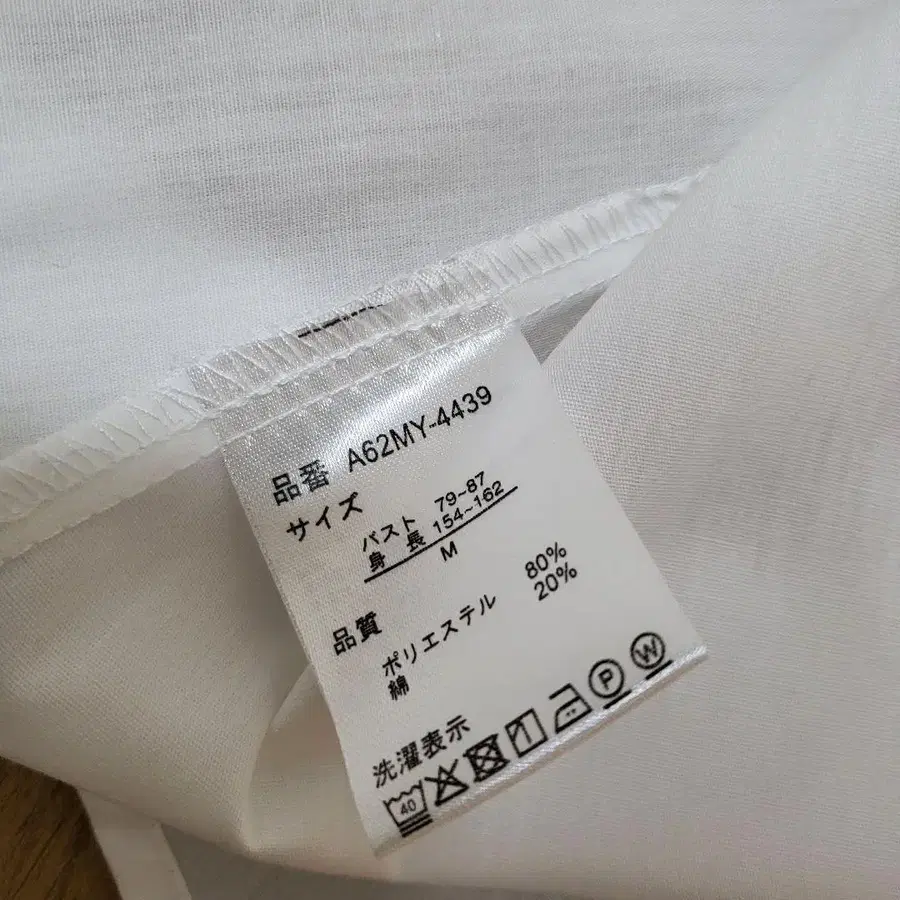 品番 A62MY-4439
サイズ
バスト 79~87
身長 154~162
M
品質
ポリエステル 80%
綿 20%
洗濯表示
40 P W